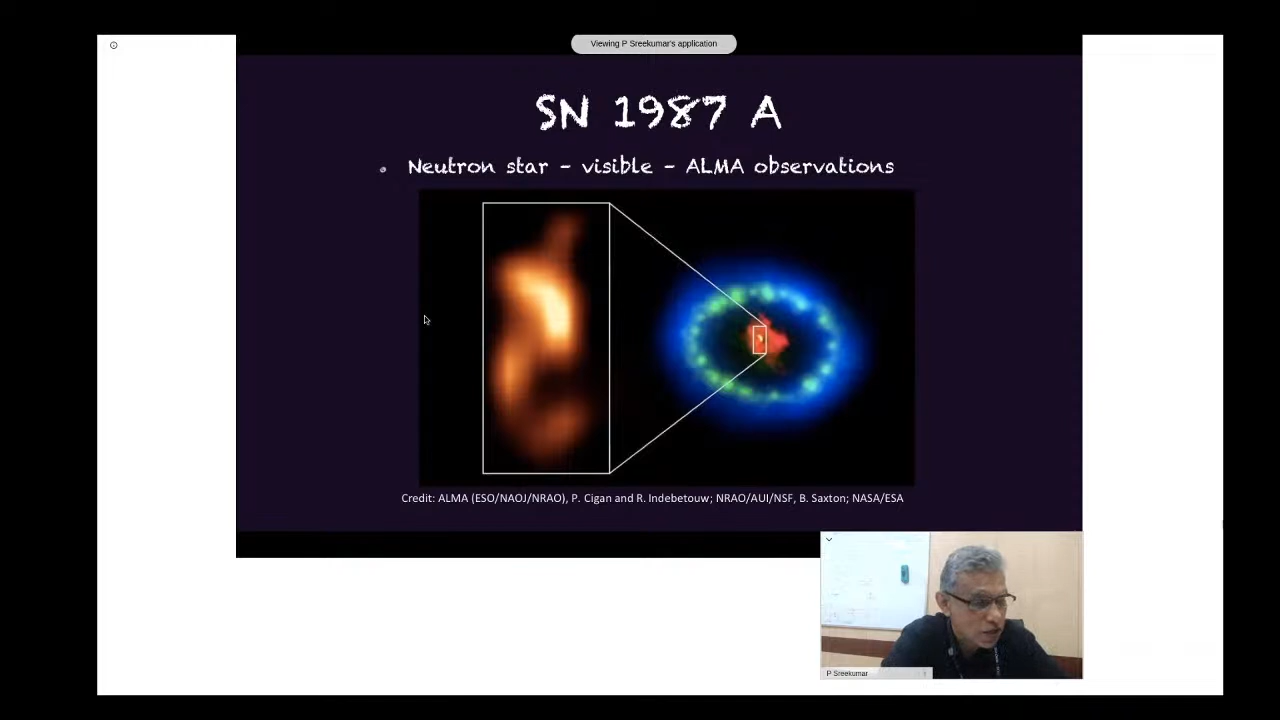 Viewing P Sreekumar's application
SN 1987 A
Neutron star - visible - ALMA observations
Credit: ALMA (ESO/NAOJ/NRAO), P. Cigan and R. Indebetouw; NRAO/AUI/NSF, B. Saxton; NASA/ESA
P Sreekumar